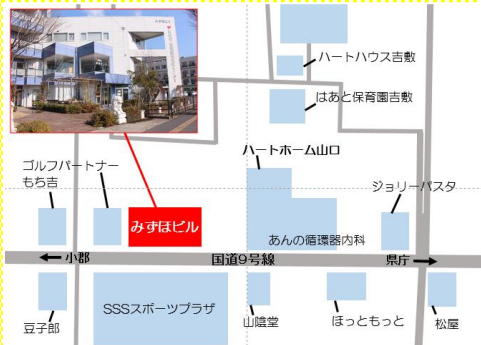 ハートハウス吉敷
はあと保育園吉敷
ハートホーム山口
ゴルフパートナー
もち吉
ジョリーパスタ
みずほビル
あんの循環器内科
小郡
国道9号線
県庁
SSSスポーツプラザ
豆子郎
山陰堂
ほっともっと
松屋